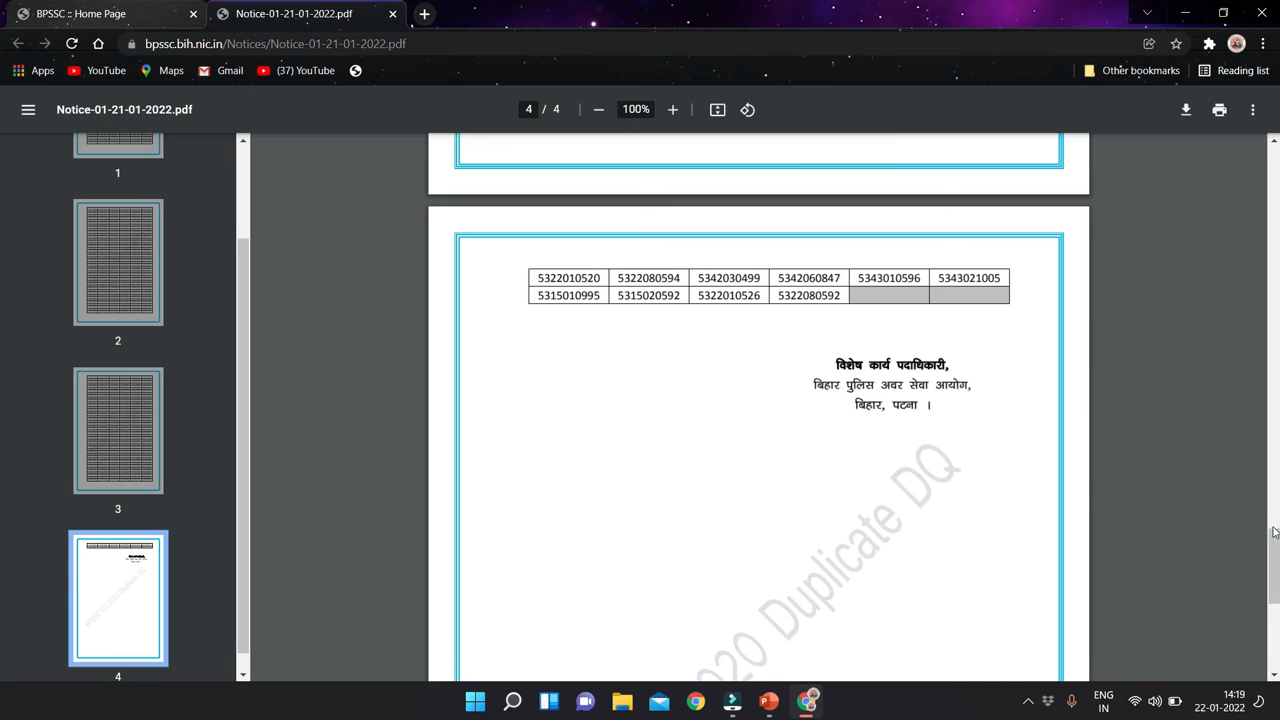 BPSSC :: Home Page
Notice-01-21-01-2022.pdf
bpssc.bih.nic.in/Notices/Notice-01-21-01-2022.pdf
Apps
YouTube
Maps
Gmail
(37) YouTube
Other bookmarks
Reading list
Notice-01-21-01-2022.pdf
4 / 4
100%
1
2
3
4
5322010520 5322080594 5342030499 5342060847 5343010596 5343021005
5315010995 5315020592 5322010526 5322080592
विशेष कार्य पदाधिकारी,
बिहार पुलिस अवर सेवा आयोग,
बिहार, पटना ।
2020 Duplicate DQ
ENG
IN
14:19
22-01-2022